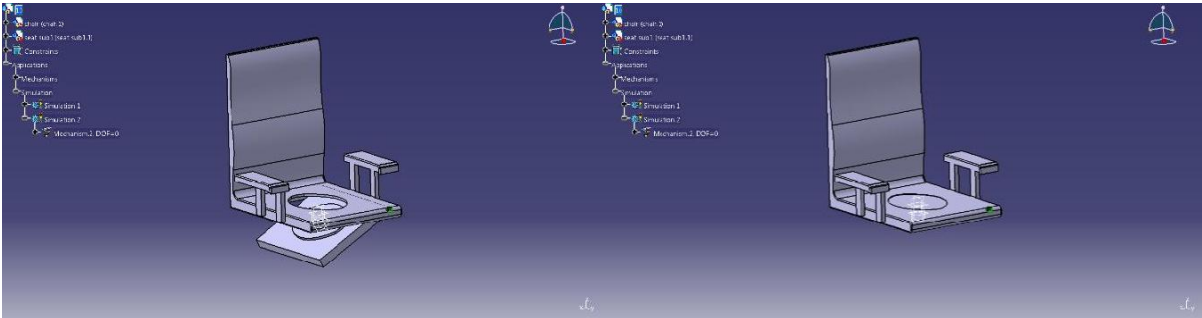 chair (chair.1)
seat sub1 (seat sub1.1)
Constraints
Applications
Mechanisms
Simulation
Simulation.1
Simulation.2
Mechanism.2, DOF=0
chair (chair.1)
seat sub1 (seat sub1.1)
Constraints
Applications
Mechanisms
Simulation
Simulation.1
Simulation.2
Mechanism.2, DOF=0